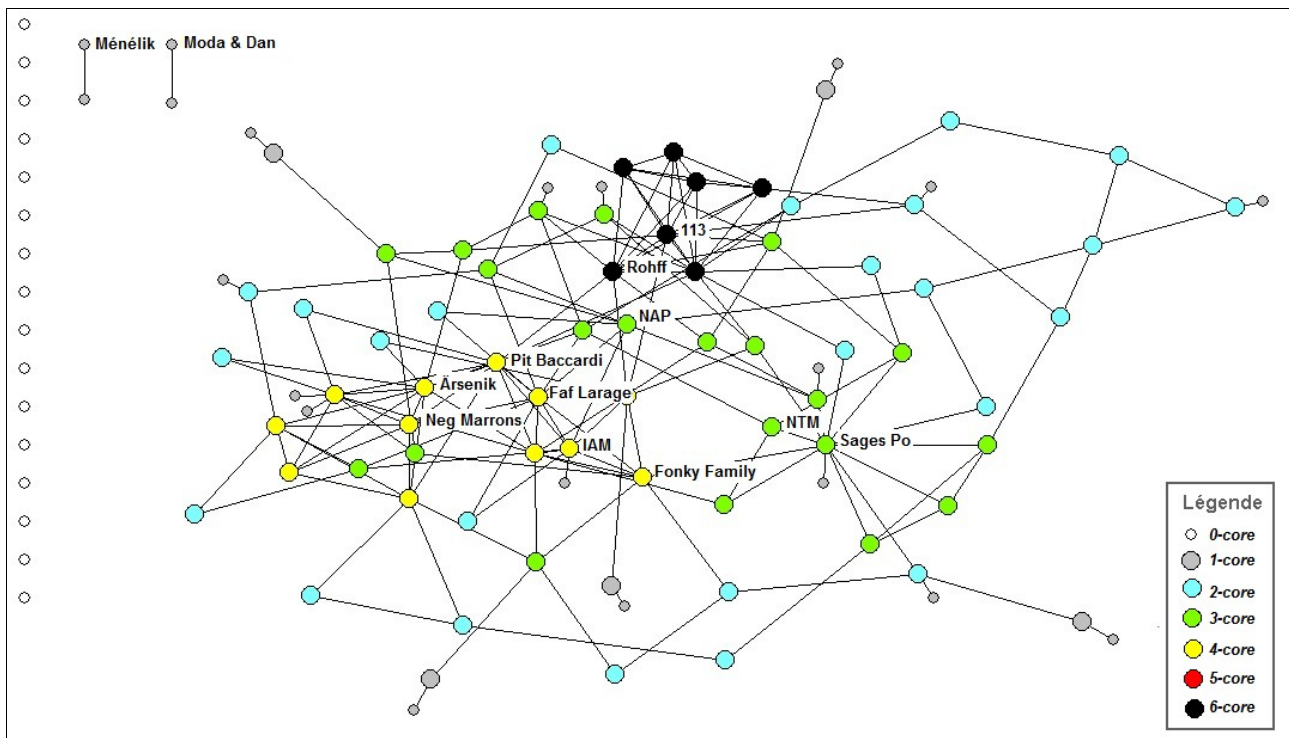 Ménélik
Moda & Dan
113
Rohff
NAP
Pit Baccardi
Ärsenik
Faf Larage
Neg Marrons
NTM
Sages Po
IAM
Fonky Family
Légende
0-core
1-core
2-core
3-core
4-core
5-core
6-core